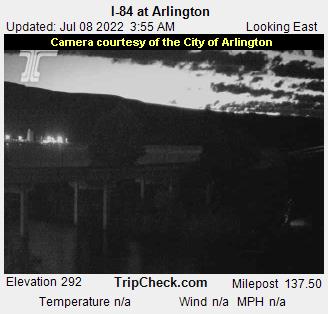 I-84 at Arlington
Updated: Jul 08 2022 3:55 AM Looking East
Camera courtesy of the City of Arlington
Elevation 292 TripCheck.com Milepost 137.50
Temperature n/a Wind n/a MPH n/a